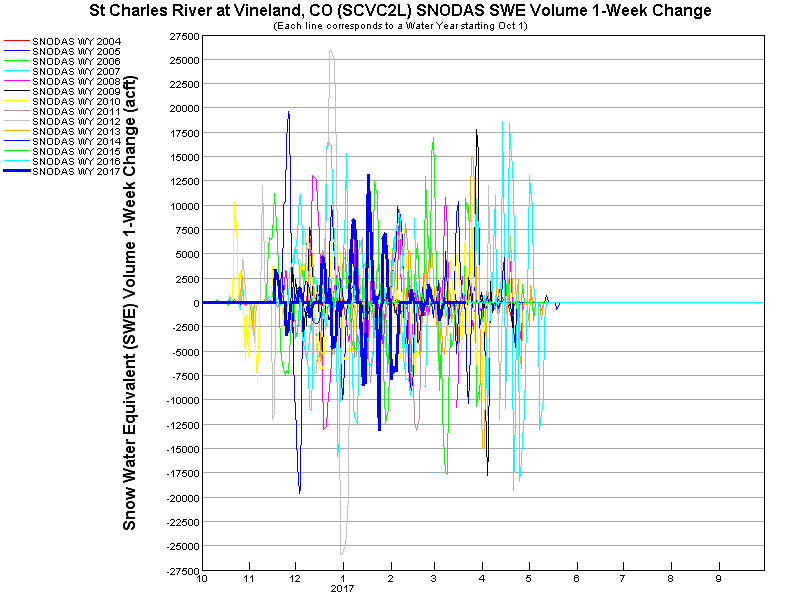 St Charles River at Vineland, CO (SCVC2L) SNODAS SWE Volume 1-Week Change
(Each line corresponds to a Water Year starting Oct 1)
SNODAS WY 2004
SNODAS WY 2005
SNODAS WY 2006
SNODAS WY 2007
SNODAS WY 2008
SNODAS WY 2009
SNODAS WY 2010
SNODAS WY 2011
SNODAS WY 2012
SNODAS WY 2013
SNODAS WY 2014
SNODAS WY 2015
SNODAS WY 2016
SNODAS WY 2017
Snow Water Equivalent (SWE) Volume 1-Week Change (acft)
27500
25000
22500
20000
17500
15000
12500
10000
7500
5000
2500
0
-2500
-5000
-7500
-10000
-12500
-15000
-17500
-20000
-22500
-25000
-27500
10 11 12 1 2 3 4 5 6 7 8 9
2017